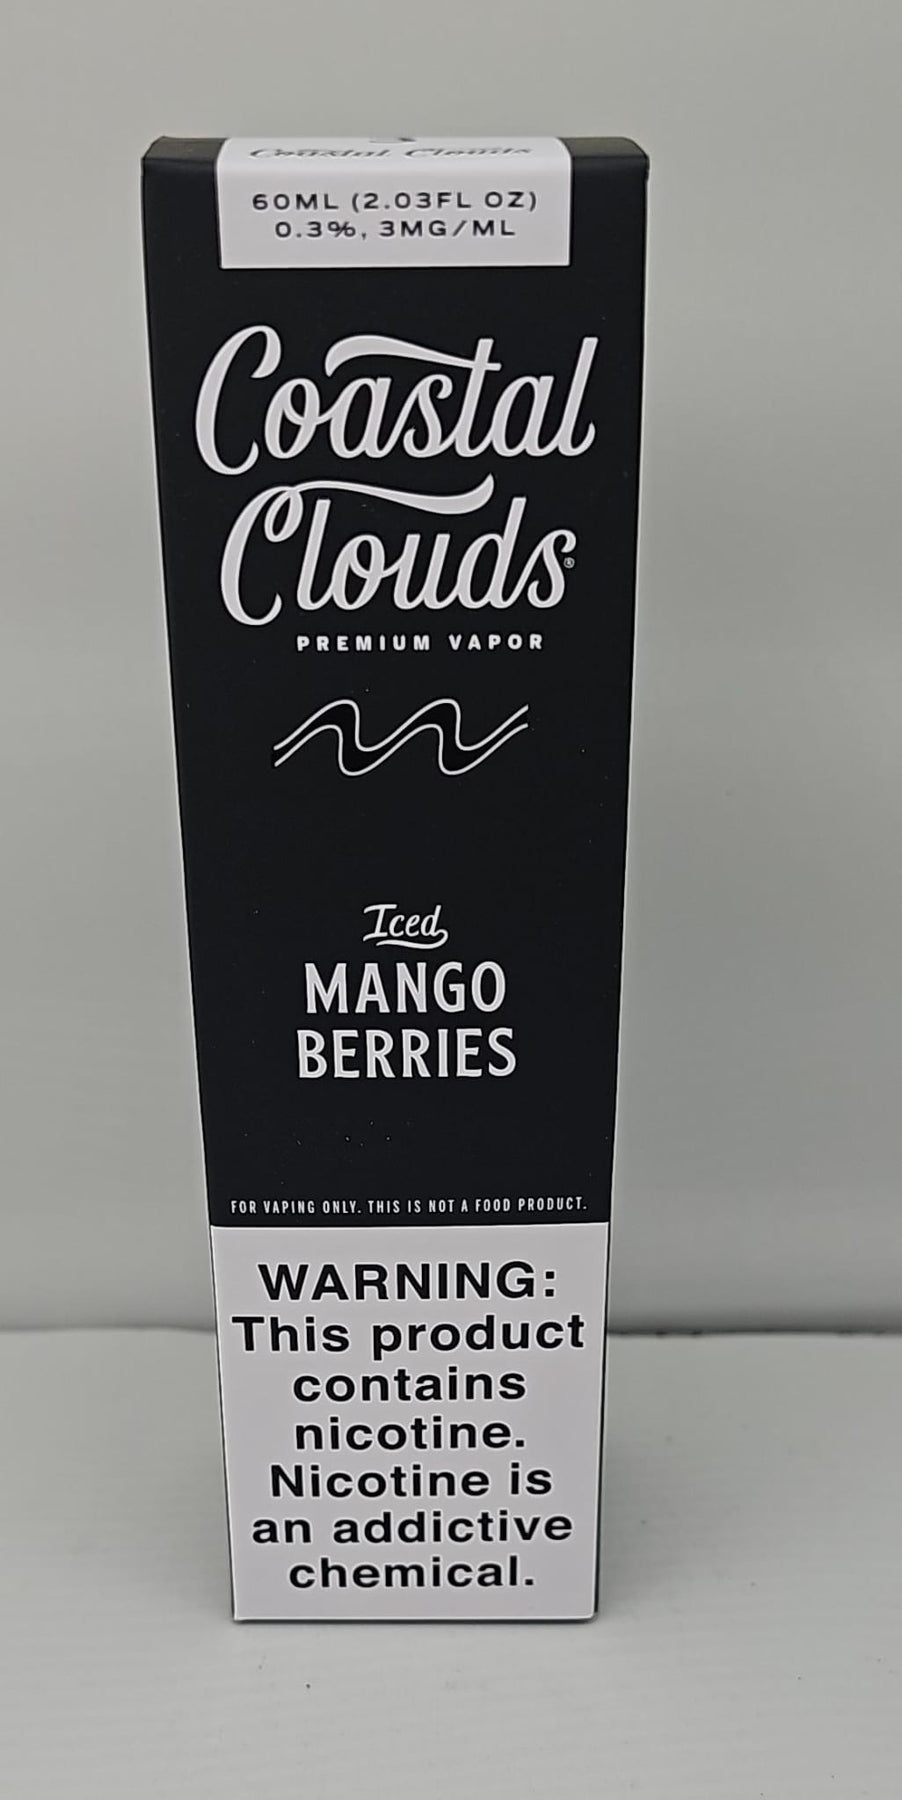 Coastal Clouds
60ML (2.03FL OZ)
0.3%, 3MG/ML
Coastal
Clouds®
PREMIUM VAPOR
Iced
MANGO
BERRIES
FOR VAPING ONLY. THIS IS NOT A FOOD PRODUCT.
WARNING:
This product
contains
nicotine.
Nicotine is
an addictive
chemical.